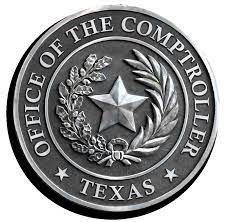 OFFICE OF THE COMPTROLLER
TEXAS